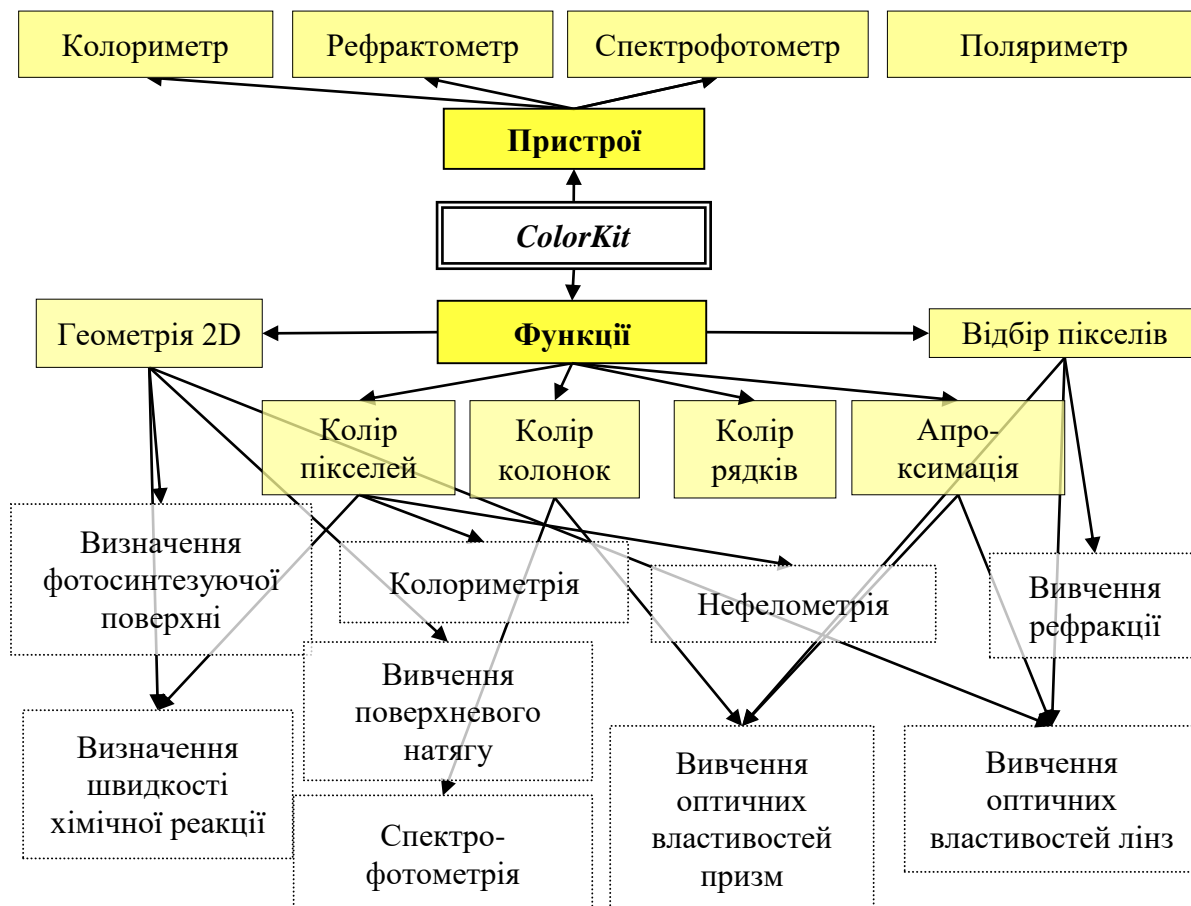 Колориметр
Рефрактометр
Спектрофотометр
Поляриметр
Пристрої
ColorKit
Геометрія 2D
Функції
Відбір пікселів
Колір
пікселей
Колір
колонок
Колір
рядків
Апро-
ксимація
Визначення
фотосинтезуючої
поверхні
Колориметрія
Нефелометрія
Вивчення
рефракції
Вивчення
поверхневого
натягу
Визначення
швидкості
хімічної реакції
Спектро-
фотометрія
Вивчення
оптичних
властивостей
призм
Вивчення
оптичних
властивостей лінз